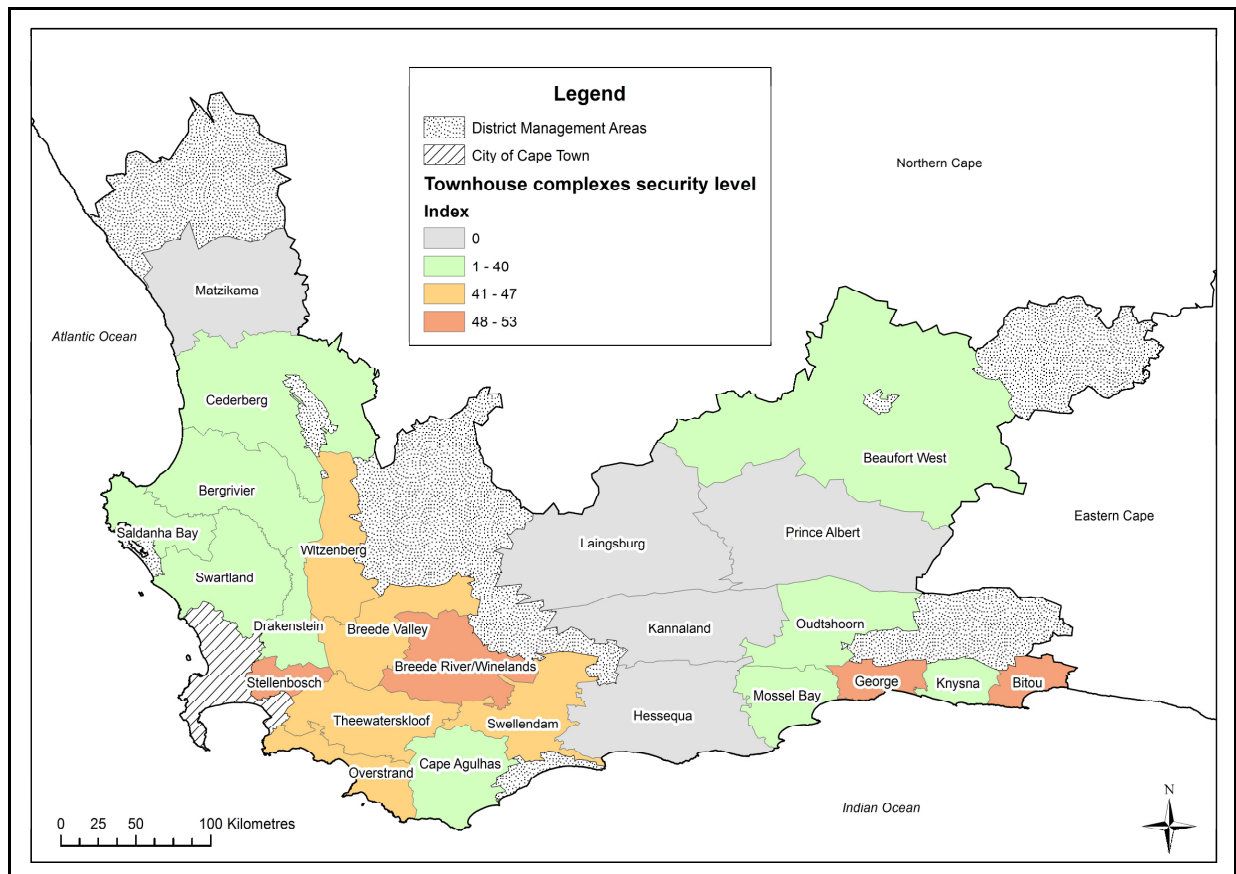 Legend
District Management Areas
City of Cape Town
Townhouse complexes security level
Index
0
1 - 40
41 - 47
48 - 53
Northern Cape
Atlantic Ocean
Matzikama
Cederberg
Bergrivier
Saldanha Bay
Swartland
Witzenberg
Drakenstein
Breede Valley
Breede River/Winelands
Stellenbosch
Theewaterskloof
Swellendam
Overstrand
Cape Agulhas
Laingsburg
Prince Albert
Beaufort West
Eastern Cape
Kannaland
Oudtahoorn
Hessequa
Mossel Bay
George
Knysna
Bitou
Indian Ocean
N
0 25 50 100 Kilometres